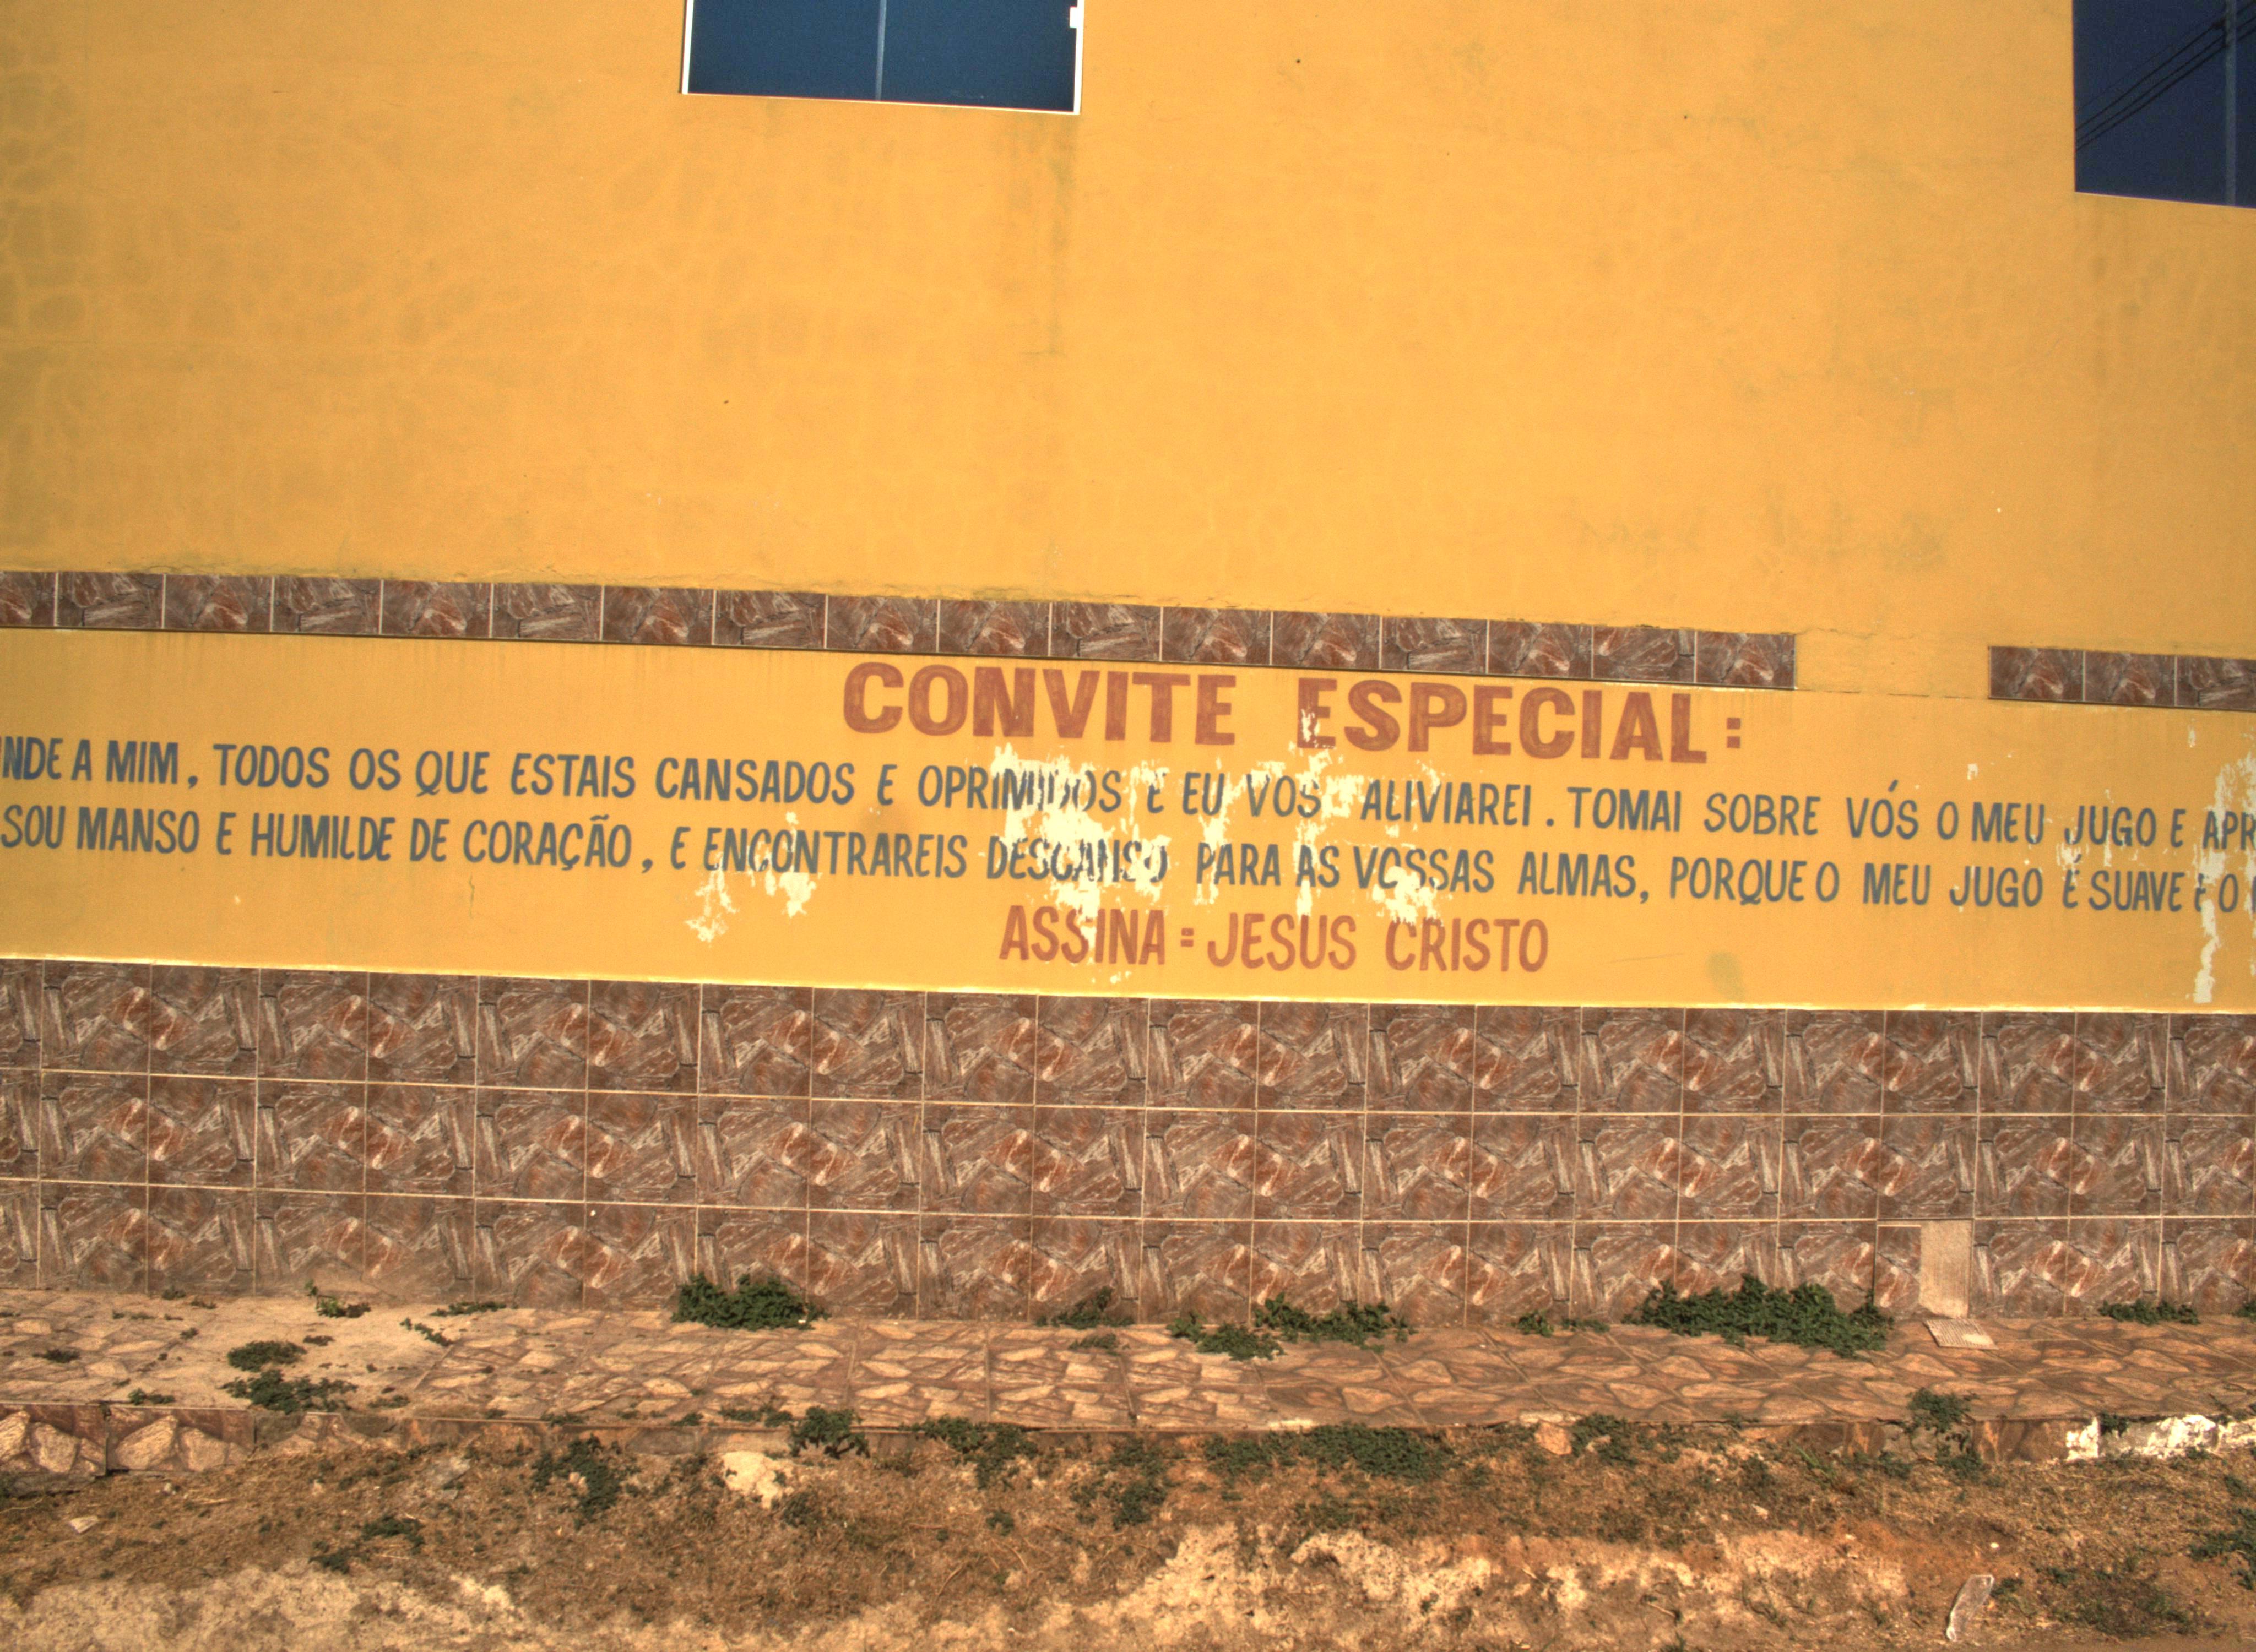 CONVITE ESPECIAL:
NDE A MIM, TODOS OS QUE ESTAIS CANSADOS E OPRIMIDOS E EU VOS ALIVIAREI. TOMAI SOBRE VÓS O MEU JUGO E APR
SOU MANSO E HUMILDE DE CORAÇÃO, E ENCONTRAREIS DESCANSO PARA AS VOSSAS ALMAS, PORQUE O MEU JUGO É SUAVE E O
ASSINA = JESUS CRISTO